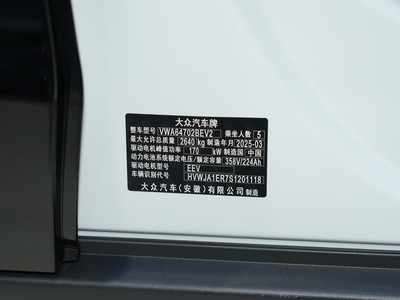 大众汽车牌
整车型号 VWA64702BEV2 乘坐人数 5
最大允许总质量 2640 kg 制造年月 2025-03
驱动电机峰值功率 170 kW 制造国 中国
动力电池系统额定电压/额定容量 358V/224Ah
驱动电机型号 EEV
车辆识别代号 HVWJA1ER7S1201118
大众汽车(安徽)有限公司 制造